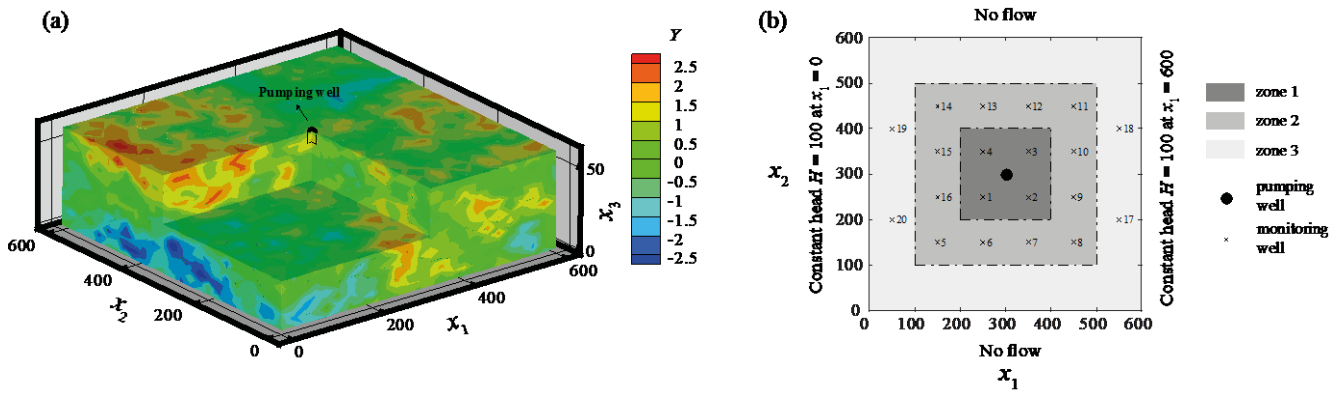 (a)
Pumping well
Y
2.5
2
1.5
1
0.5
0
-0.5
-1
-1.5
-2
-2.5
50
0
x3
600
400
200
0
x2
0
200
400
600
x1
(b)
No flow
Constant head H = 100 at x1 = 0
Constant head H = 100 at x1 = 600
x2
600
500
400
300
200
100
0
×14
×13
×12
×11
×19
×18
×15
×4
×3
×10
×16
×1
×2
×9
×20
×17
×5
×6
×7
×8
0
100
200
300
400
500
600
No flow
x1
zone 1
zone 2
zone 3
pumping
well
×
monitoring
well